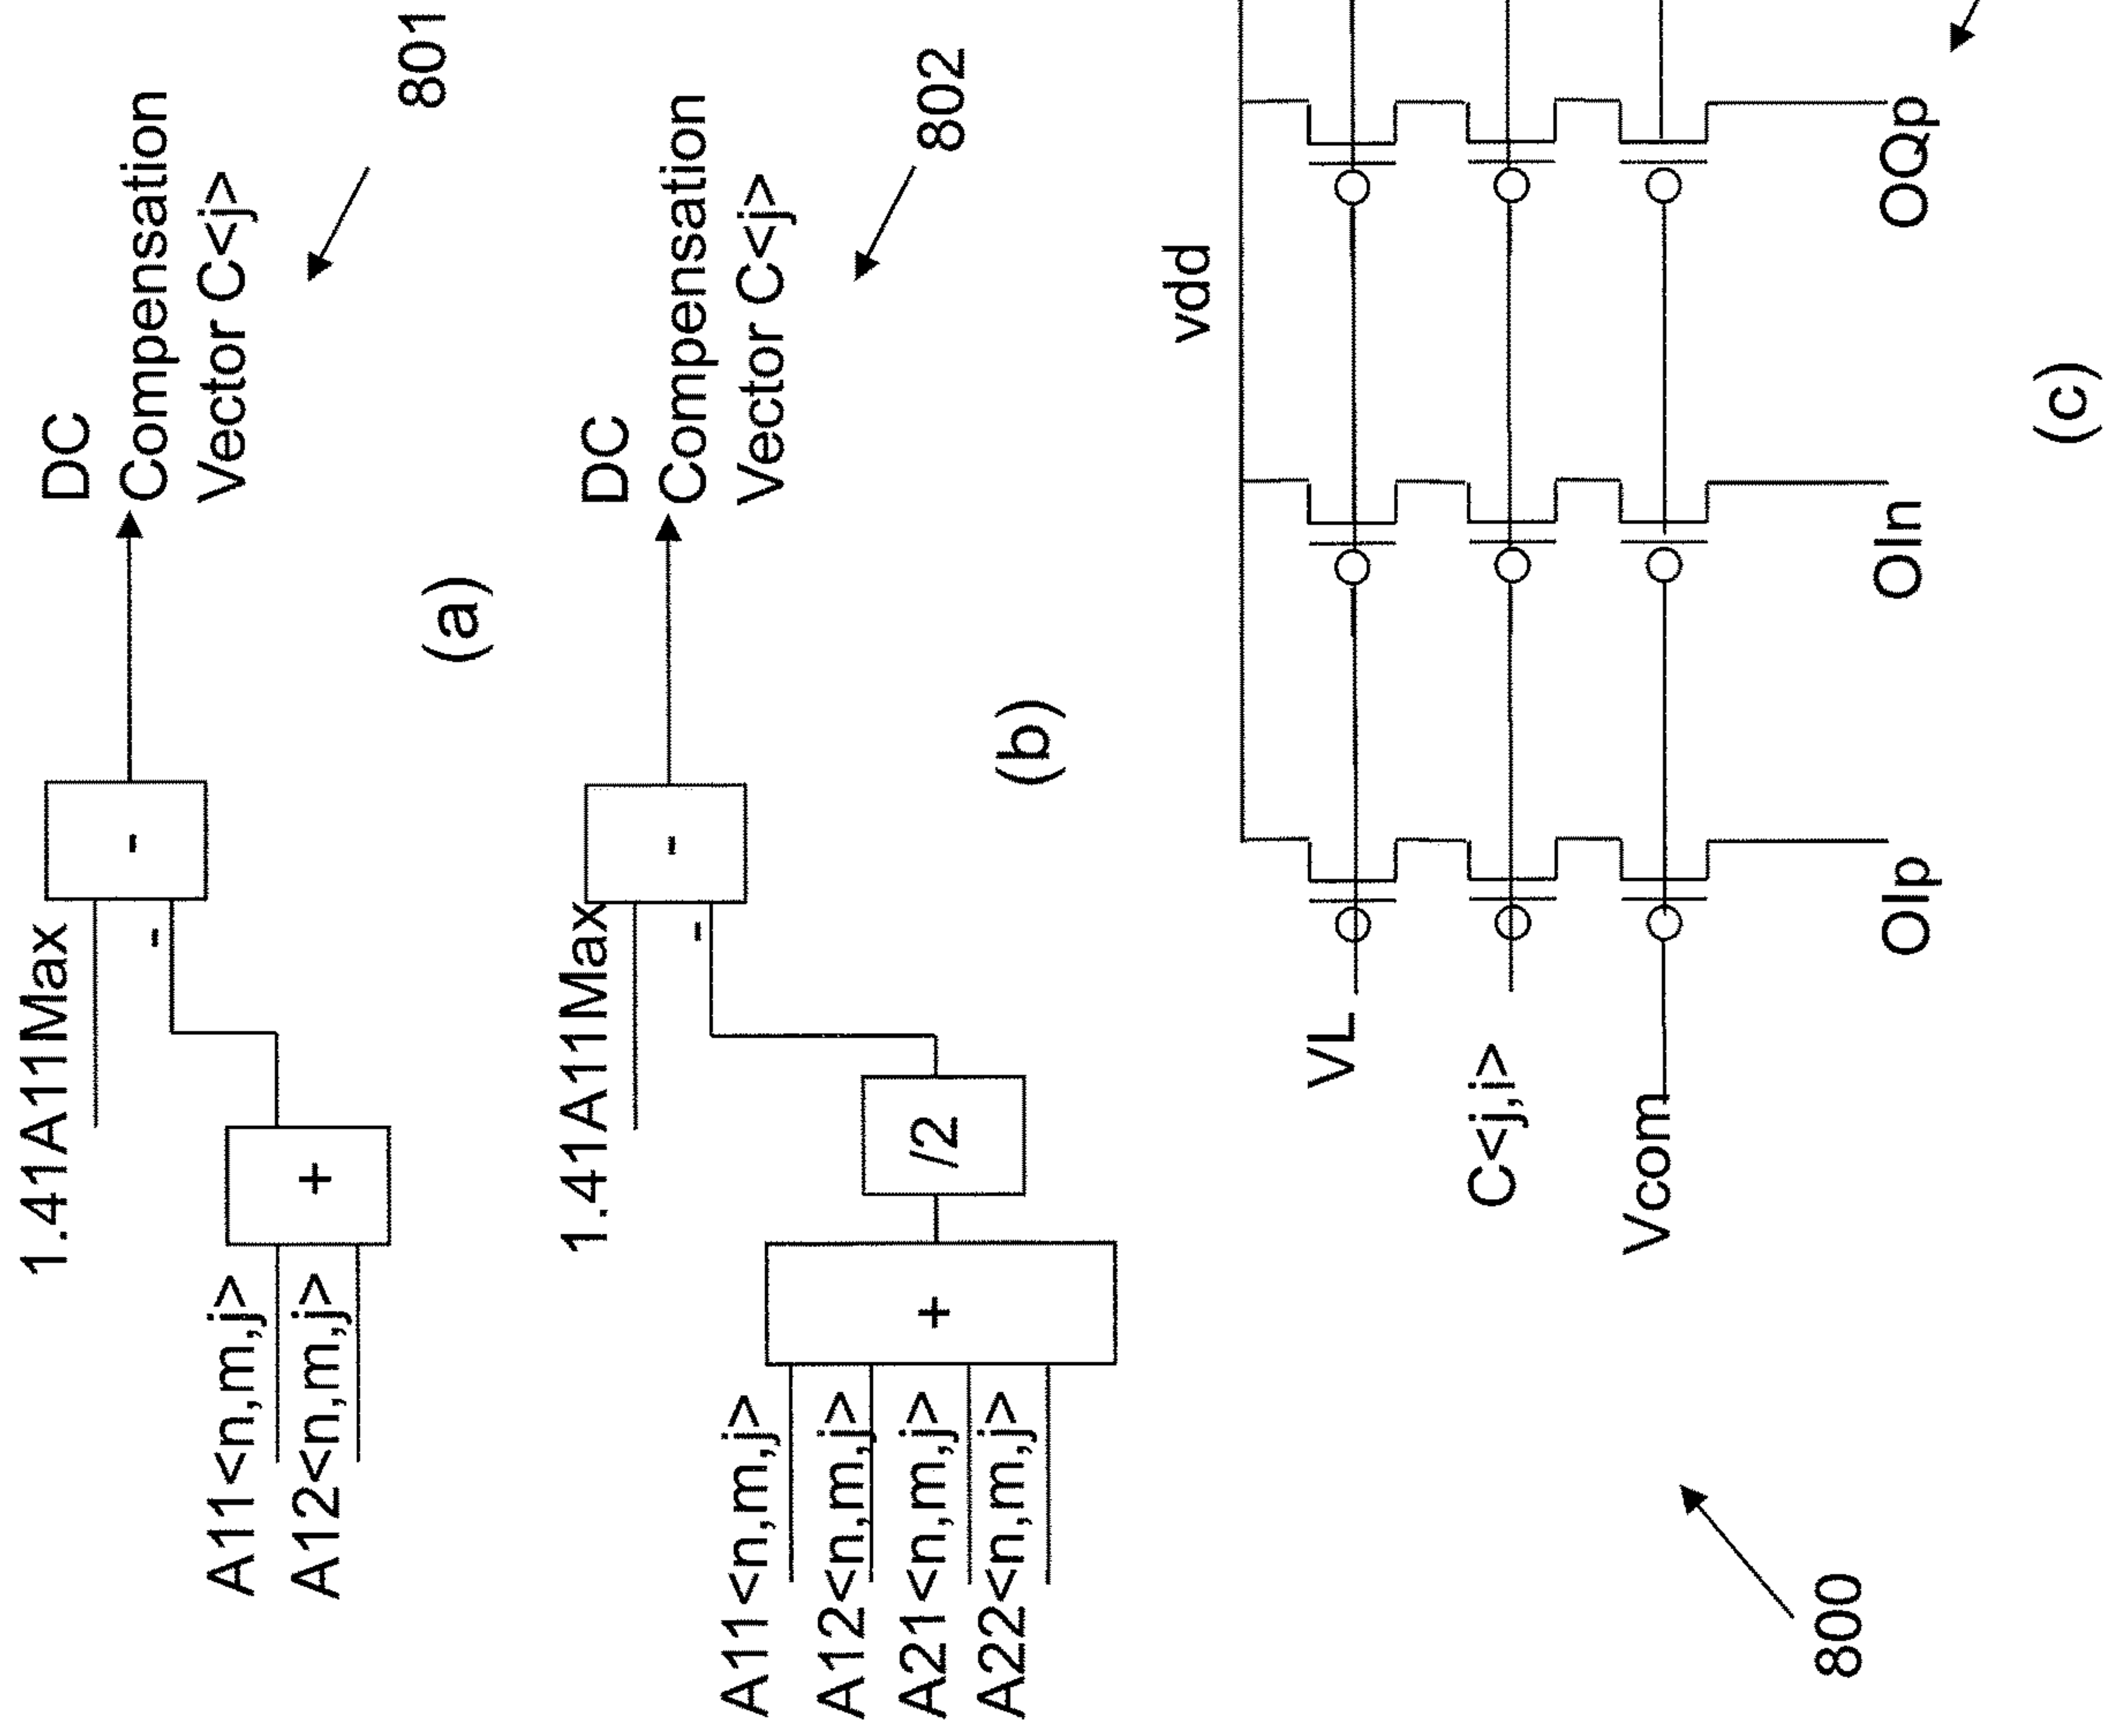 1.41A11Max
-
-
A11<n,m,j>
A12<n,m,j>
+
DC
Compensation
Vector C<j>
801
(a)
1.41A11Max
-
-
A11<n,m,j>
A12<n,m,j>
A21<n,m,j>
A22<n,m,j>
+
/2
DC
Compensation
Vector C<j>
802
(b)
vdd
VL
C<j,i>
Vcom
OIp
OIn
OQp
(c)
800